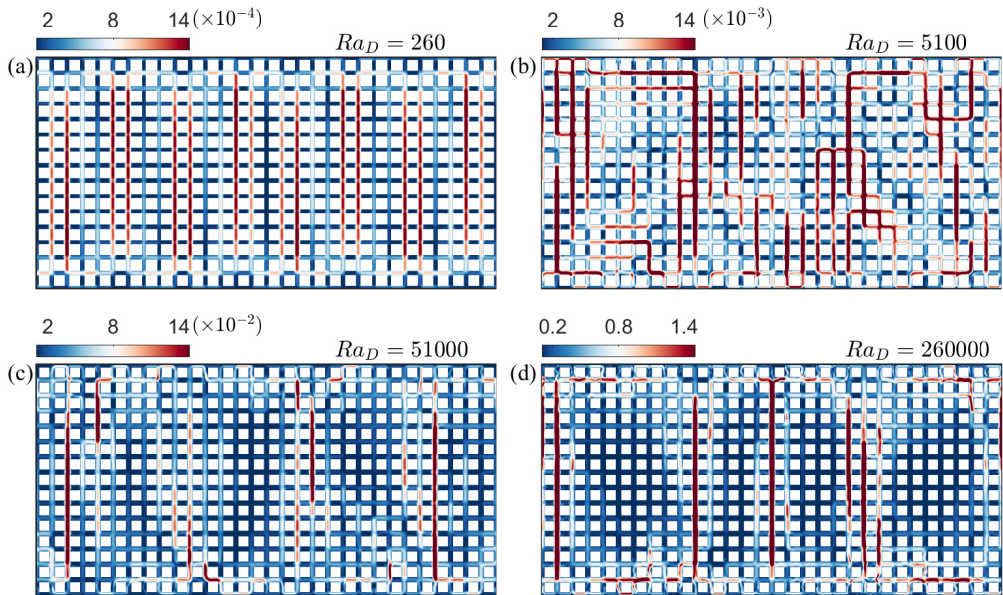 2 8 14 (×10⁻⁴)
Ra_D = 260
(a)
2 8 14 (×10⁻³)
Ra_D = 5100
(b)
2 8 14 (×10⁻²)
Ra_D = 51000
(c)
0.2 0.8 1.4
Ra_D = 260000
(d)